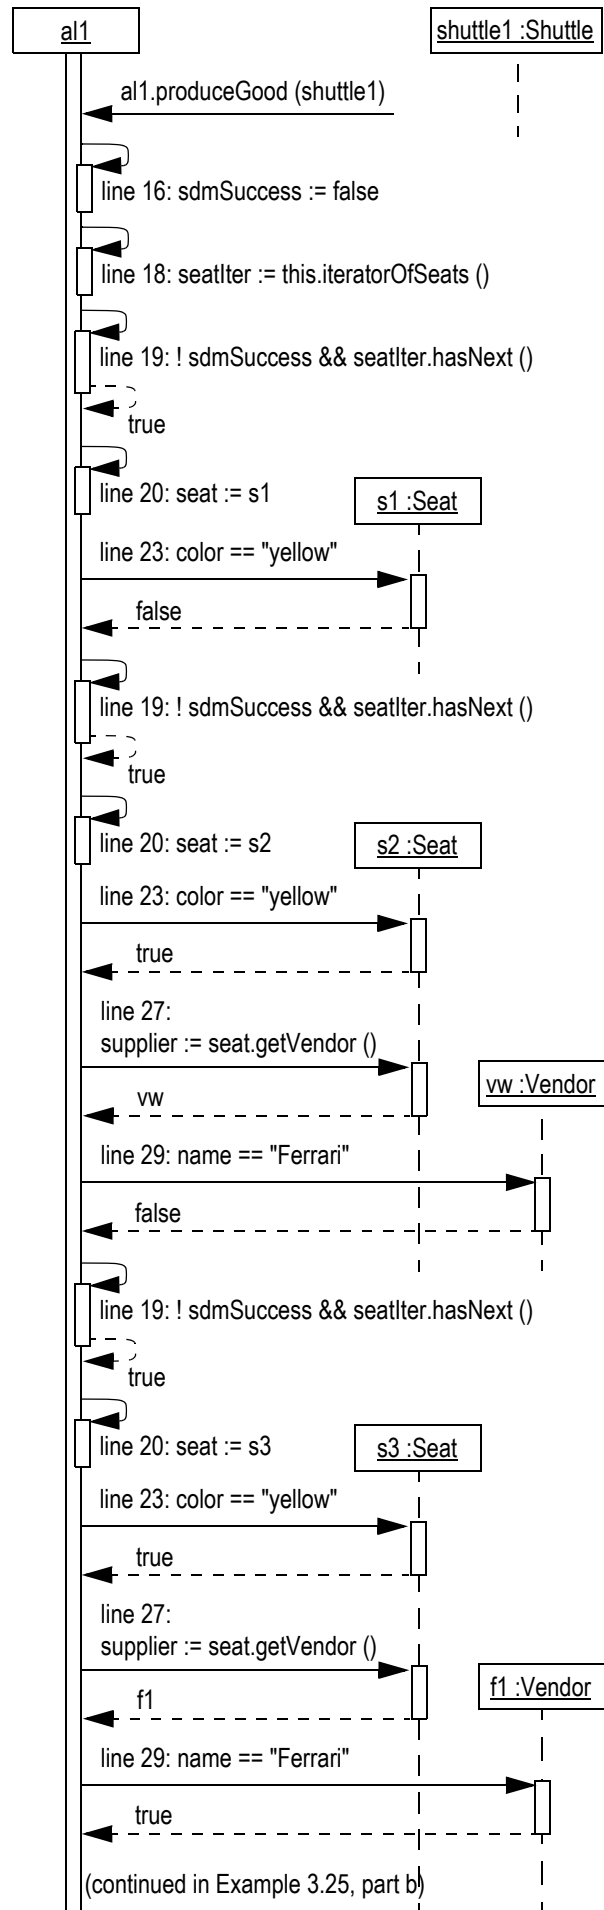 al1
shuttle1 :Shuttle
al1.produceGood (shuttle1)
line 16: sdmSuccess := false
line 18: seatIter := this.iteratorOfSeats ()
line 19: ! sdmSuccess && seatIter.hasNext ()
true
line 20: seat := s1
s1 :Seat
line 23: color == "yellow"
false
line 19: ! sdmSuccess && seatIter.hasNext ()
true
line 20: seat := s2
s2 :Seat
line 23: color == "yellow"
true
line 27:
supplier := seat.getVendor ()
vw
vw :Vendor
line 29: name == "Ferrari"
false
line 19: ! sdmSuccess && seatIter.hasNext ()
true
line 20: seat := s3
s3 :Seat
line 23: color == "yellow"
true
line 27:
supplier := seat.getVendor ()
f1
f1 :Vendor
line 29: name == "Ferrari"
true
(continued in Example 3.25, part b)